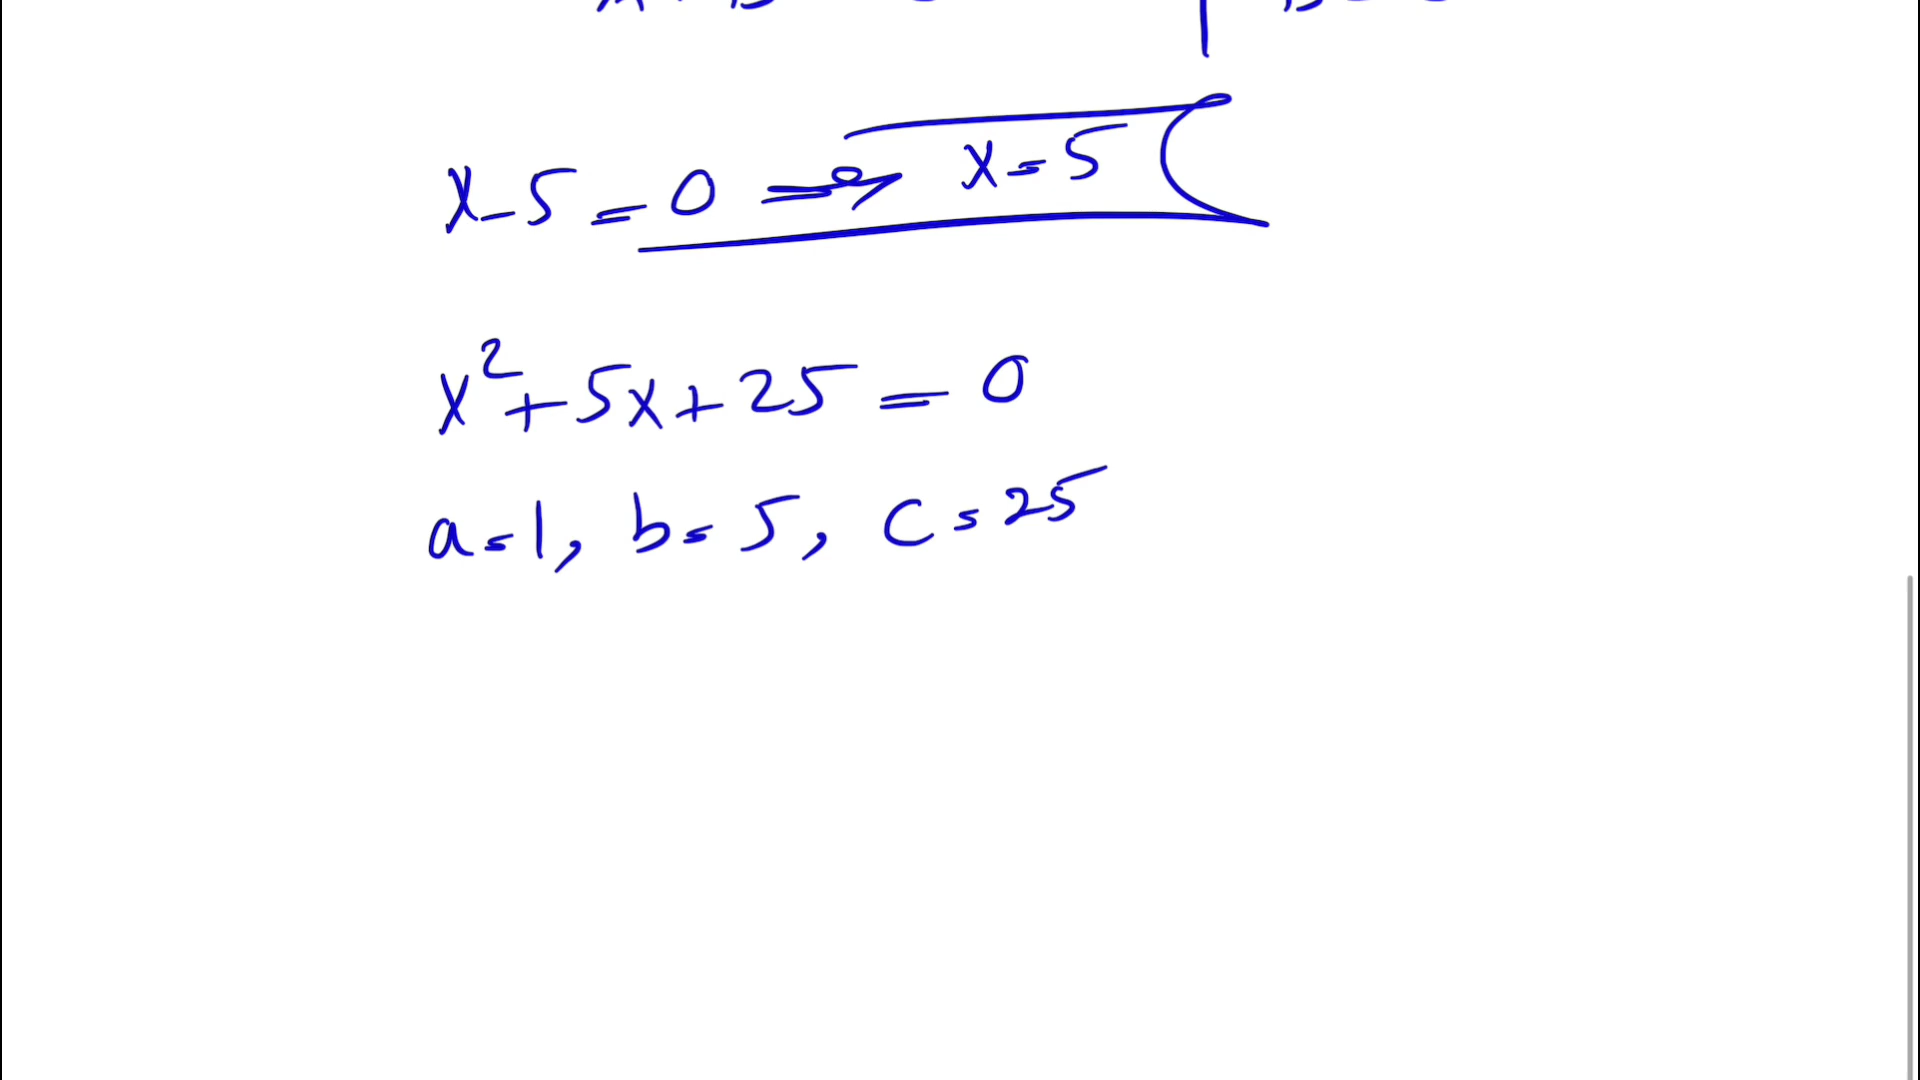 x-5=0 ⇒ x=5
x²+5x+25=0
a=1, b=5, c=25